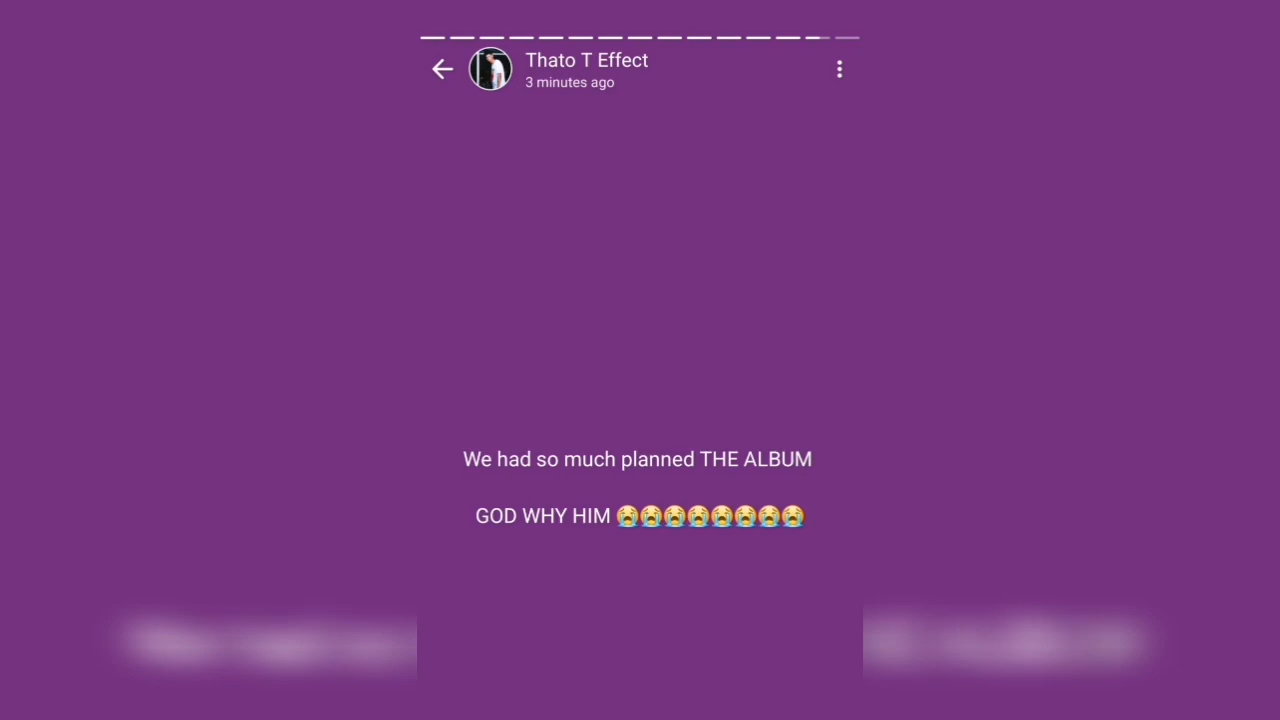 Thato T Effect
3 minutes ago
We had so much planned THE ALBUM
GOD WHY HIM 😭😭😭😭😭😭😭😭